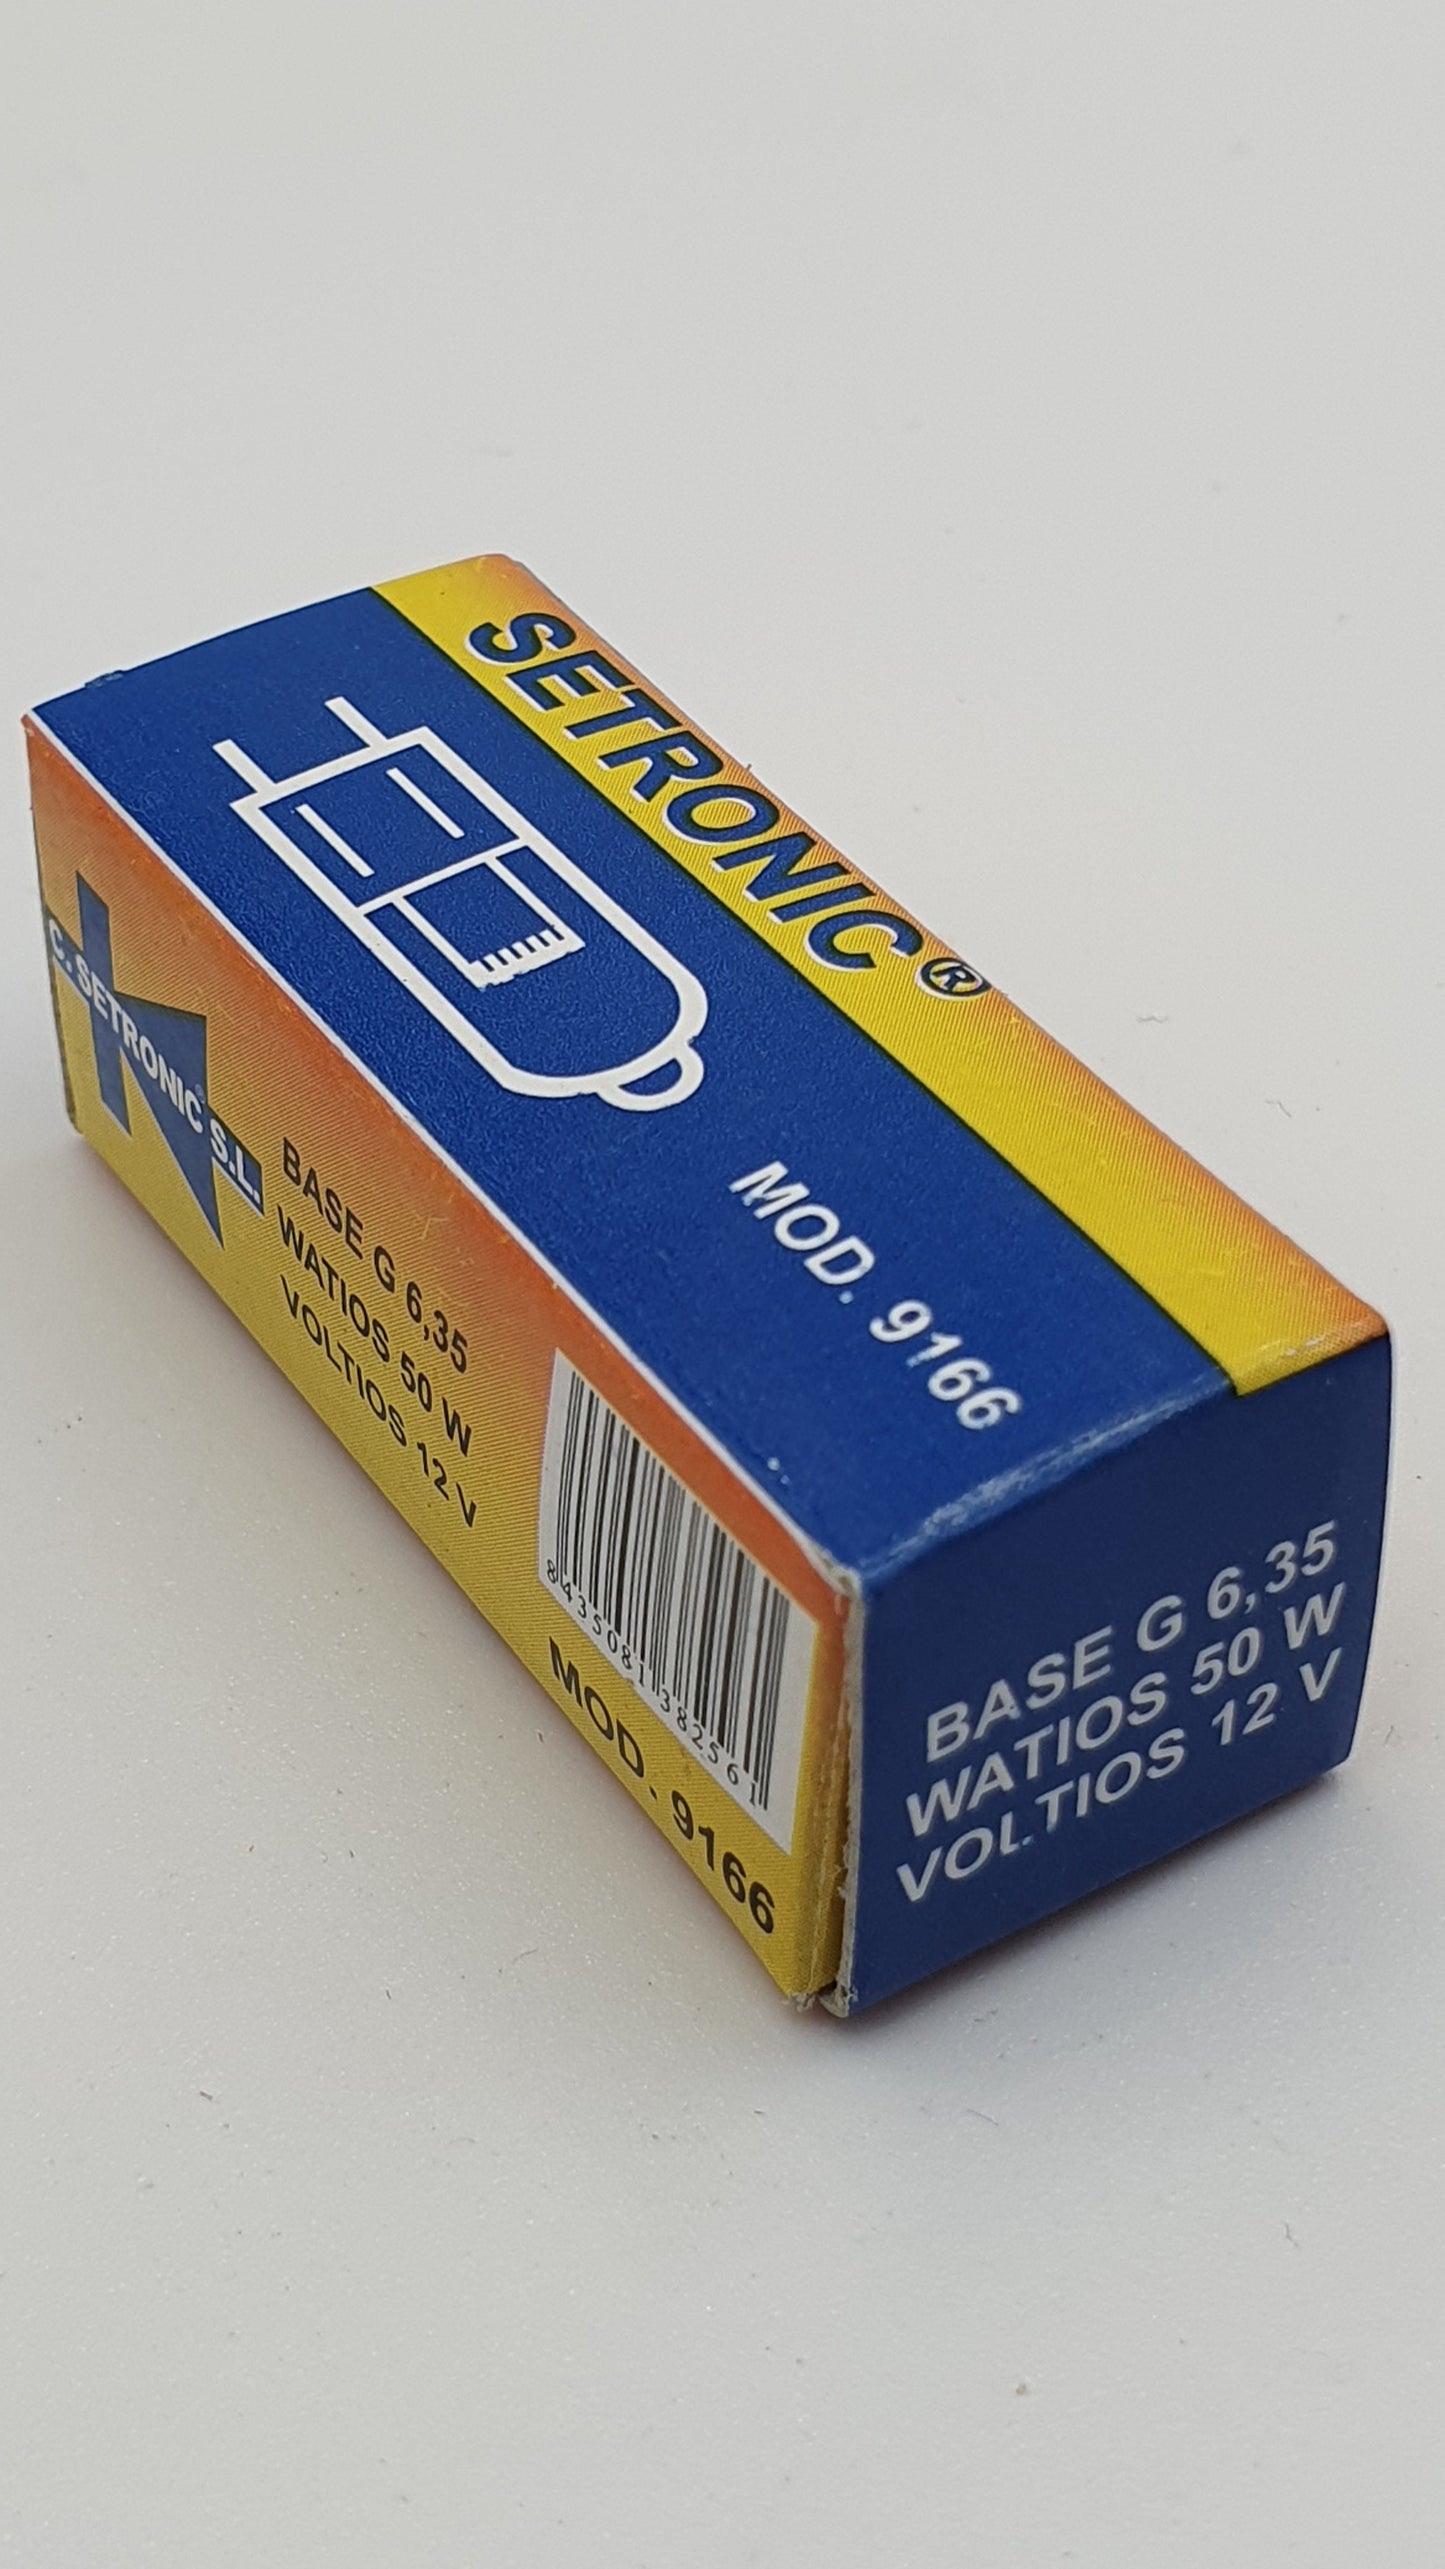 SETRONIC®
MOD. 9166
C. SETRONIC® S.L.
BASE G 6,35
WATIOS 50 W
VOLTIOS 12 V
8435081382561
MOD. 9166
BASE G 6,35
WATIOS 50 W
VOLTIOS 12 V